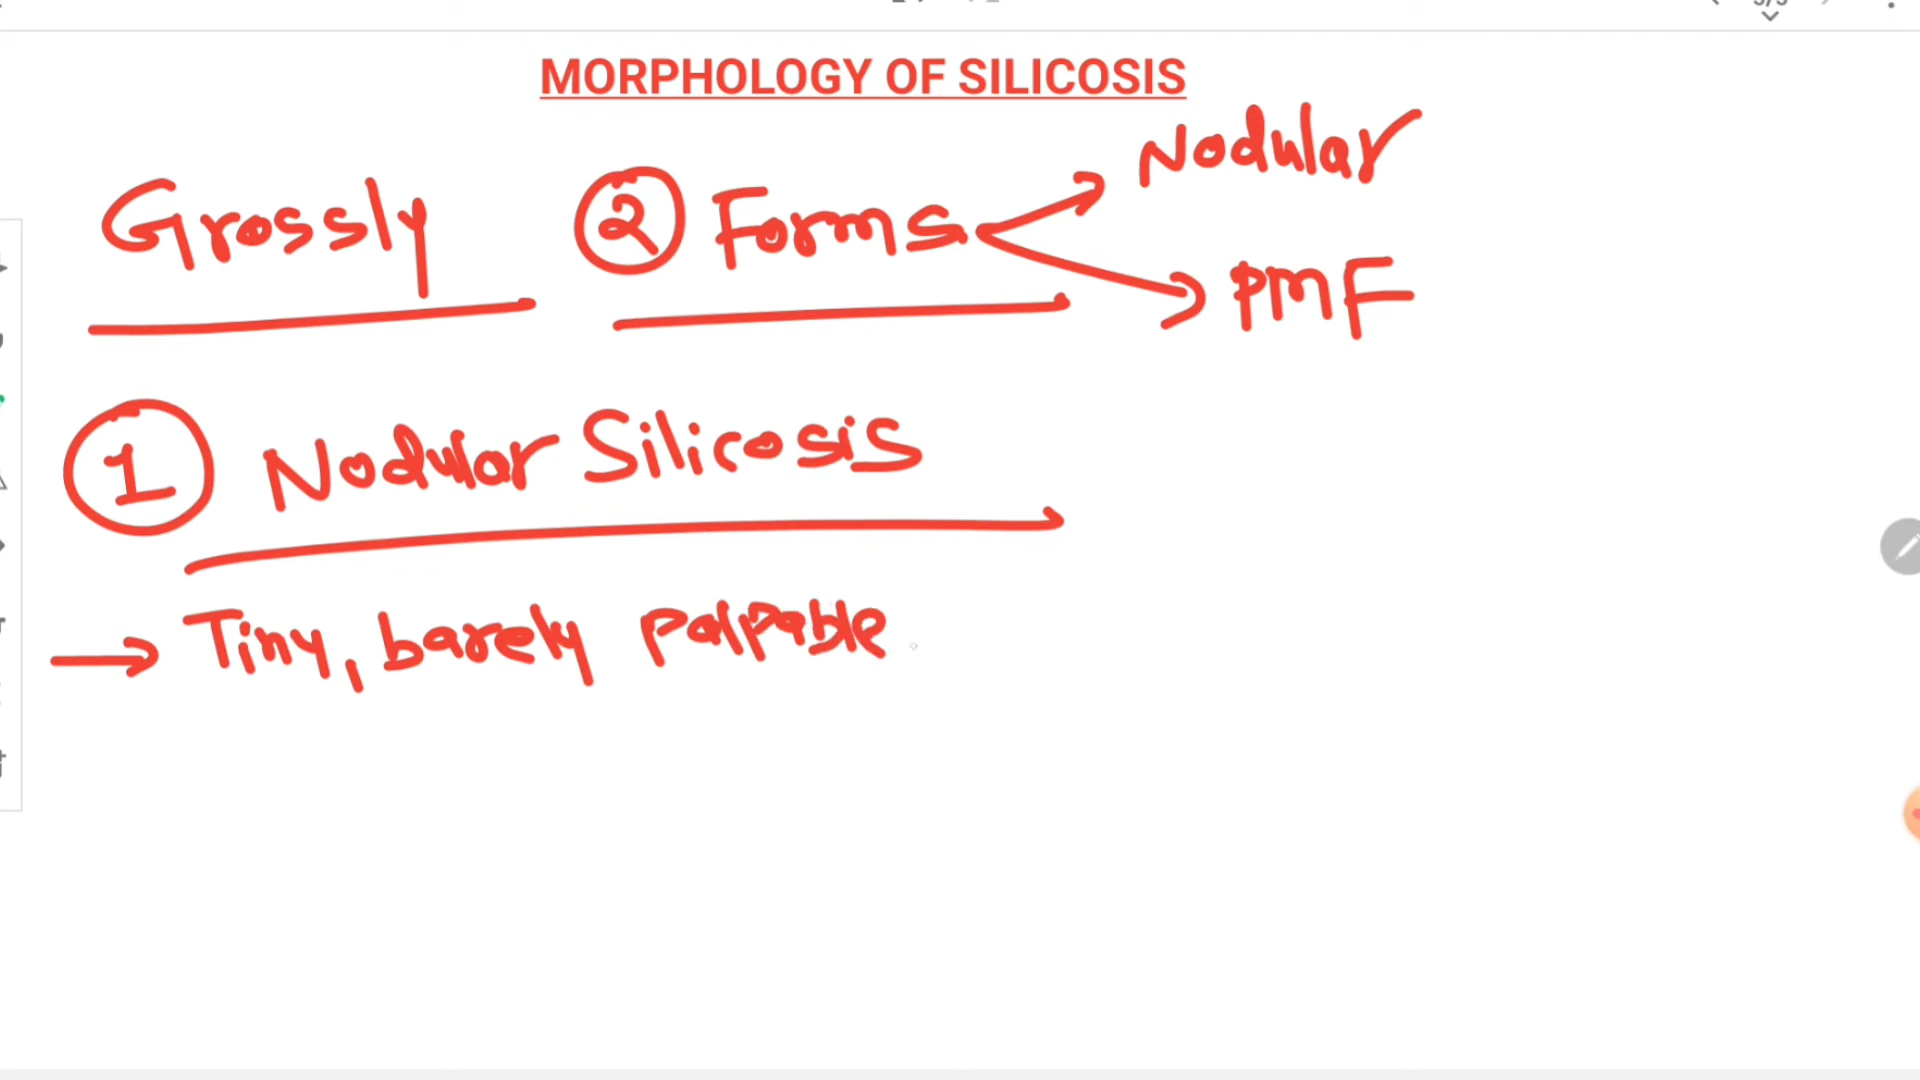 MORPHOLOGY OF SILICOSIS
Nodular
Grossly 2 Forms
PMF
1 Nodular Silicosis
→ Tiny, barely palpable